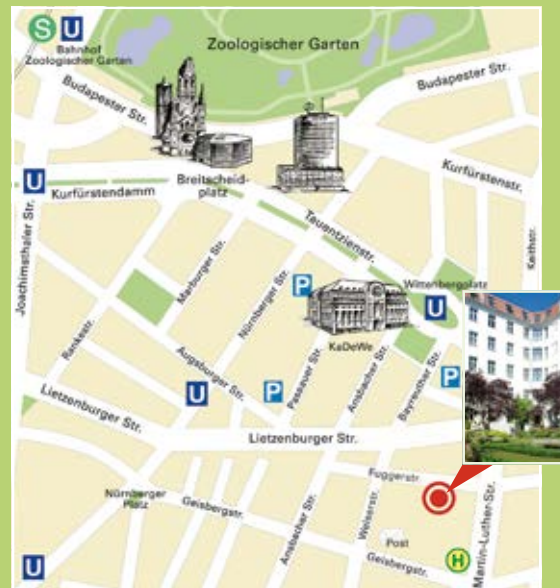 S U
Bahnhof
Zoologischer Garten
Zoologischer Garten
Budapester Str.
Budapester Str.
U
Kurfürstendamm
Breitscheid-
platz
Kurfürstenstr.
Tauentzienstr.
Keithstr.
Joachimsthaler Str.
Rankestr.
Marburger Str.
Nürnberger Str.
P
Wittenbergplatz
U
KaDeWe
Augsburger Str.
U
P
Passauer Str.
Ansbacher Str.
Bayreuther Str.
P
Lietzenburger Str.
Lietzenburger Str.
Fuggerstr.
Nürnberger
Platz
Geisbergstr.
Ansbacher Str.
Welserstr.
Post
Geisbergstr.
H
Martin-Luther-Str.
U